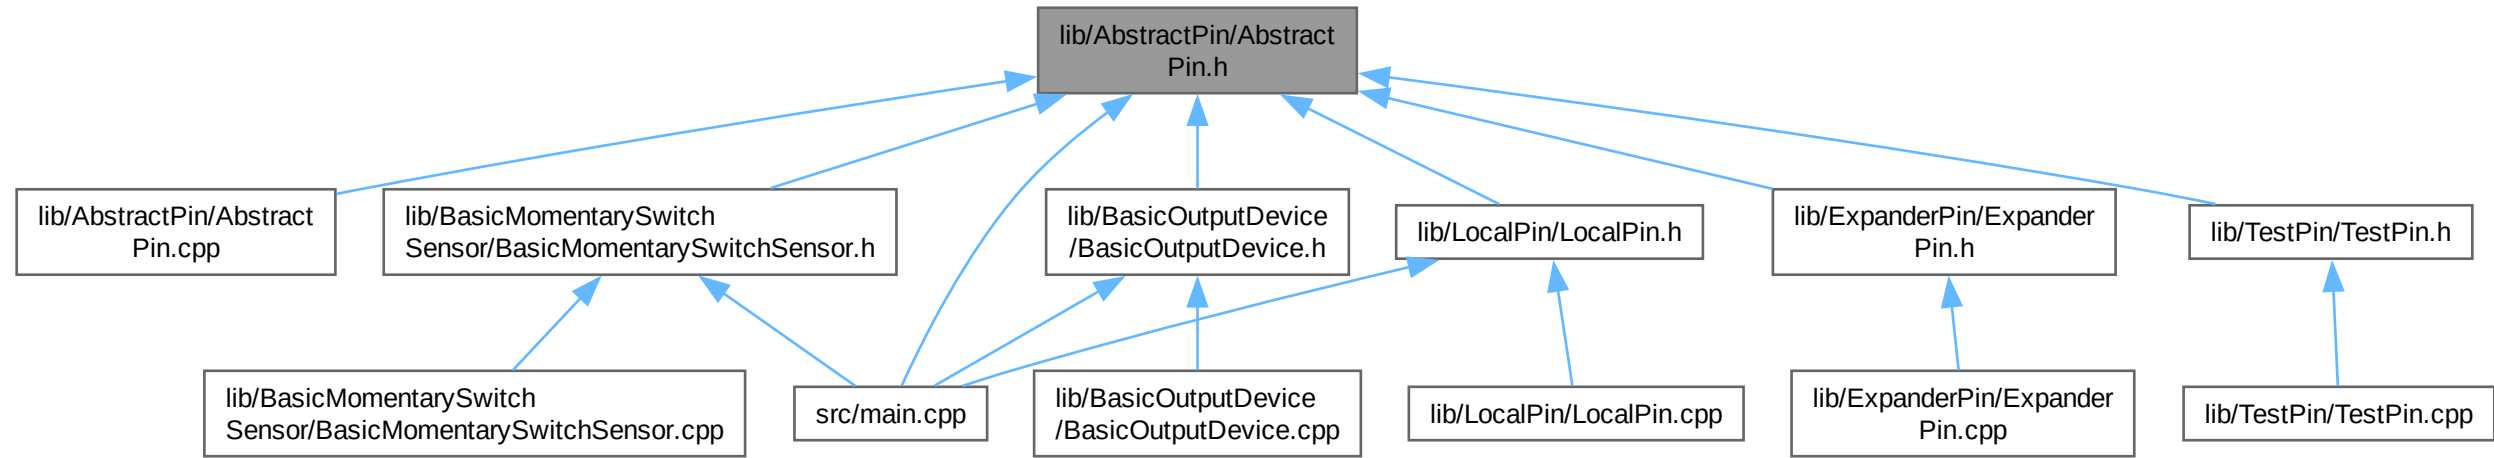 lib/AbstractPin/Abstract
Pin.h
lib/AbstractPin/Abstract
Pin.cpp
lib/BasicMomentarySwitch
Sensor/BasicMomentarySwitchSensor.h
lib/BasicOutputDevice
/BasicOutputDevice.h
lib/LocalPin/LocalPin.h
lib/ExpanderPin/Expander
Pin.h
lib/TestPin/TestPin.h
lib/BasicMomentarySwitch
Sensor/BasicMomentarySwitchSensor.cpp
src/main.cpp
lib/BasicOutputDevice
/BasicOutputDevice.cpp
lib/LocalPin/LocalPin.cpp
lib/ExpanderPin/Expander
Pin.cpp
lib/TestPin/TestPin.cpp